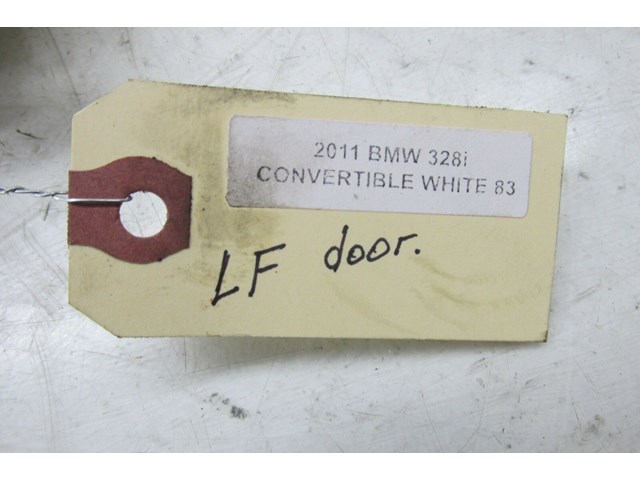 2011 BMW 328i
CONVERTIBLE WHITE 83
LF door.